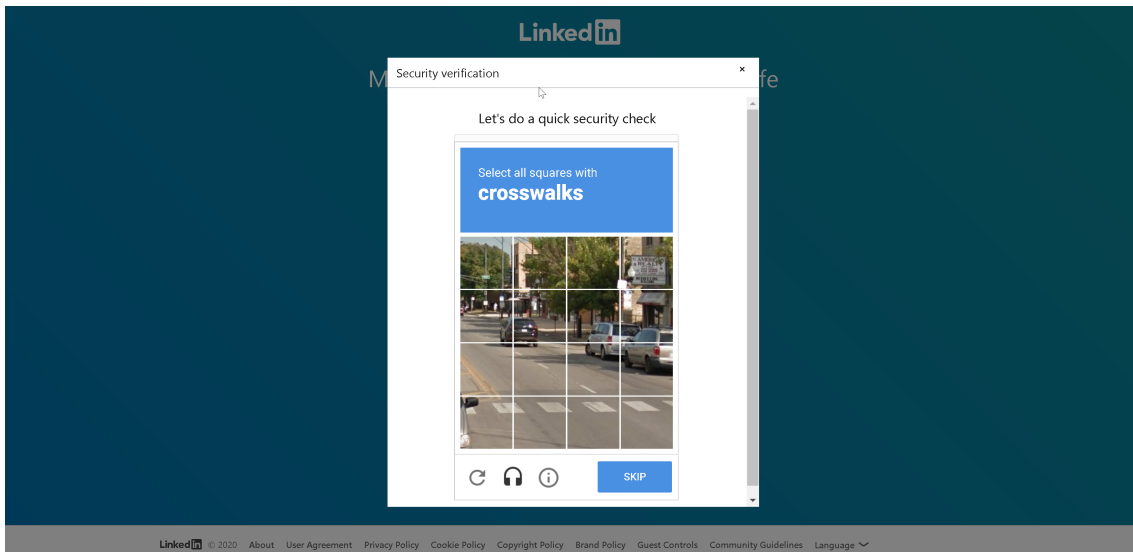 Linked in
M fe
Security verification ×
Let's do a quick security check
Select all squares with
crosswalks
SKIP
Linked in © 2020 About User Agreement Privacy Policy Cookie Policy Copyright Policy Brand Policy Guest Controls Community Guidelines Language